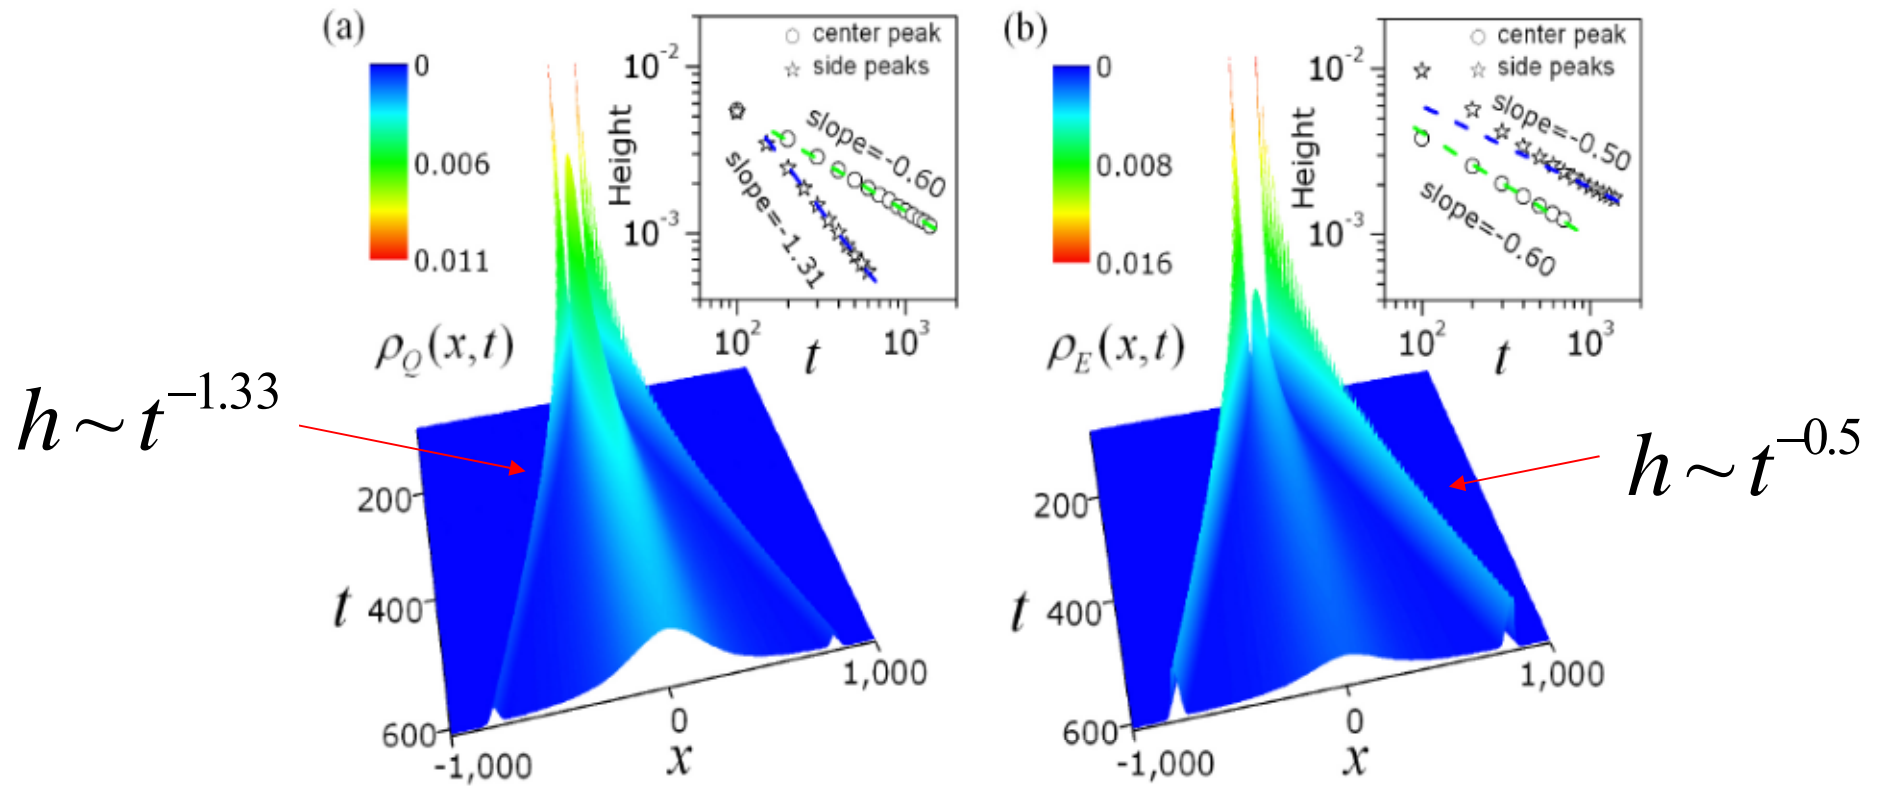 (a)
0
0.006
0.011
ρ_Q(x,t)
Height
10^-2
10^-3
center peak
side peaks
slope=-0.60
slope=-1.31
10^2
t
10^3
h ~ t^−1.33
200
400
600
t
-1,000
0
1,000
x
(b)
0
0.008
0.016
ρ_E(x,t)
Height
10^-2
10^-3
center peak
side peaks
slope=-0.50
slope=-0.60
10^2
t
10^3
h ~ t^−0.5
200
400
600
t
-1,000
0
1,000
x